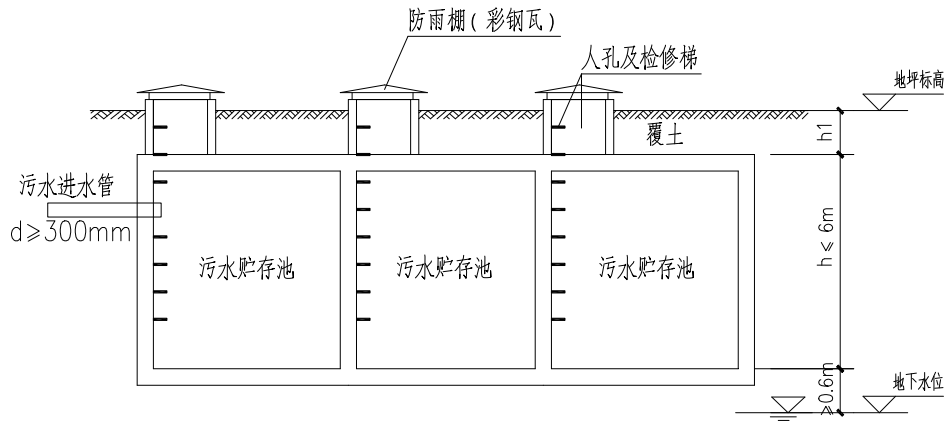 防雨棚(彩钢瓦)
人孔及检修梯
地坪标高
覆土
h1
污水进水管
d≥300mm
h≤6m
污水贮存池
污水贮存池
污水贮存池
≥0.6m
地下水位